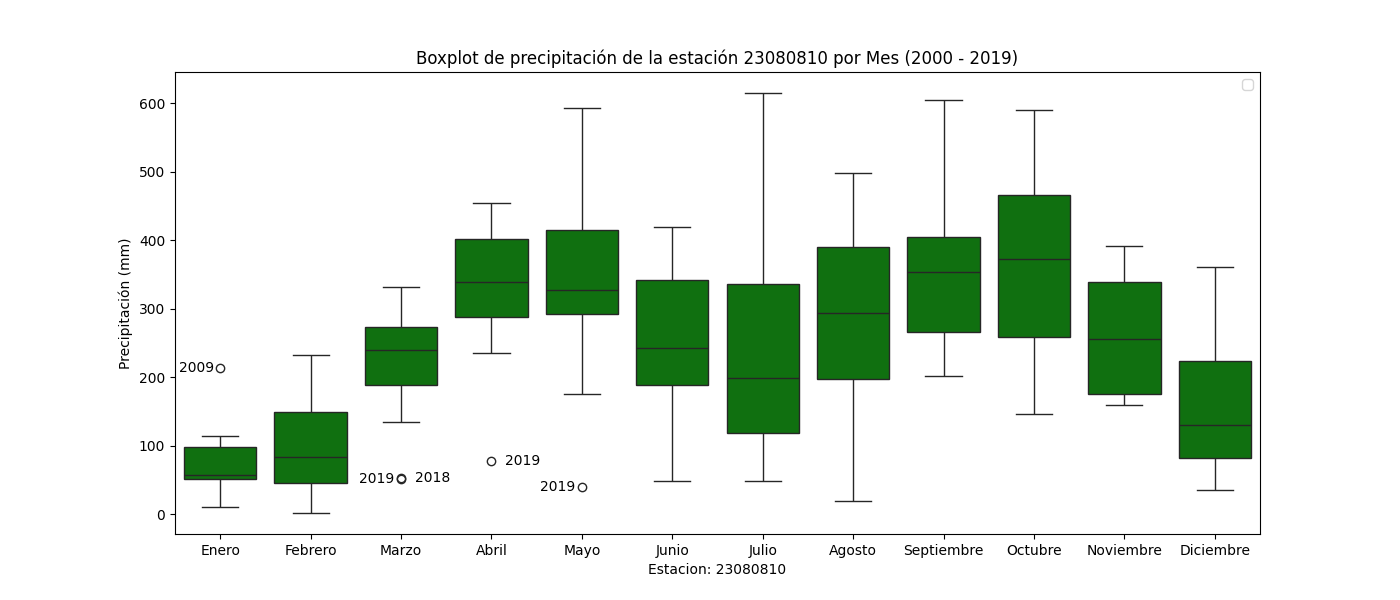 Boxplot de precipitación de la estación 23080810 por Mes (2000 - 2019)
Precipitación (mm)
600
500
400
300
200
100
0
2009
2019 2018
2019
2019
Enero Febrero Marzo Abril Mayo Junio Julio Agosto Septiembre Octubre Noviembre Diciembre
Estacion: 23080810